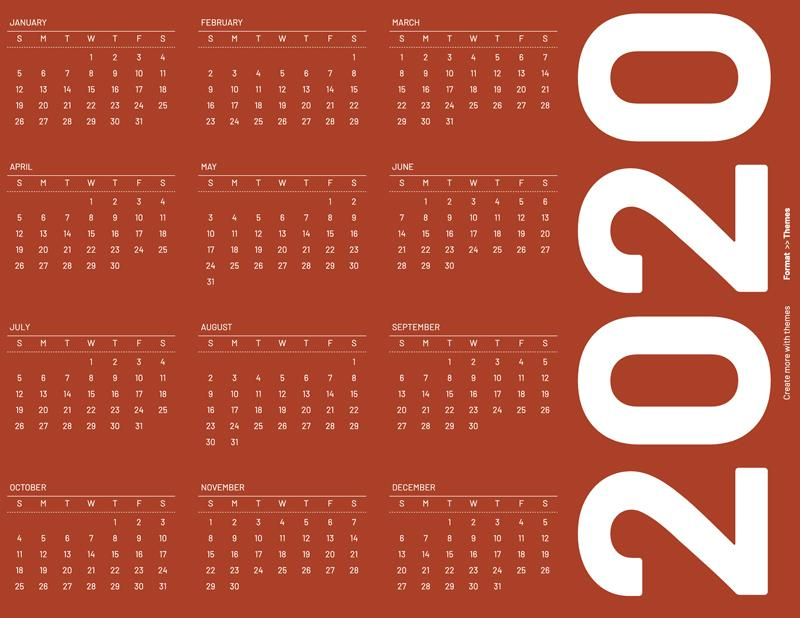 JANUARY
S M T W T F S
1 2 3 4
5 6 7 8 9 10 11
12 13 14 15 16 17 18
19 20 21 22 23 24 25
26 27 28 29 30 31
FEBRUARY
S M T W T F S
1
2 3 4 5 6 7 8
9 10 11 12 13 14 15
16 17 18 19 20 21 22
23 24 25 26 27 28 29
MARCH
S M T W T F S
1 2 3 4 5 6 7
8 9 10 11 12 13 14
15 16 17 18 19 20 21
22 23 24 25 26 27 28
29 30 31
APRIL
S M T W T F S
1 2 3 4
5 6 7 8 9 10 11
12 13 14 15 16 17 18
19 20 21 22 23 24 25
26 27 28 29 30
MAY
S M T W T F S
1 2
3 4 5 6 7 8 9
10 11 12 13 14 15 16
17 18 19 20 21 22 23
24 25 26 27 28 29 30
31
JUNE
S M T W T F S
1 2 3 4 5 6
7 8 9 10 11 12 13
14 15 16 17 18 19 20
21 22 23 24 25 26 27
28 29 30
JULY
S M T W T F S
1 2 3 4
5 6 7 8 9 10 11
12 13 14 15 16 17 18
19 20 21 22 23 24 25
26 27 28 29 30 31
AUGUST
S M T W T F S
1
2 3 4 5 6 7 8
9 10 11 12 13 14 15
16 17 18 19 20 21 22
23 24 25 26 27 28 29
30 31
SEPTEMBER
S M T W T F S
1 2 3 4 5
6 7 8 9 10 11 12
13 14 15 16 17 18 19
20 21 22 23 24 25 26
27 28 29 30
OCTOBER
S M T W T F S
1 2 3
4 5 6 7 8 9 10
11 12 13 14 15 16 17
18 19 20 21 22 23 24
25 26 27 28 29 30 31
NOVEMBER
S M T W T F S
1 2 3 4 5 6 7
8 9 10 11 12 13 14
15 16 17 18 19 20 21
22 23 24 25 26 27 28
29 30
DECEMBER
S M T W T F S
1 2 3 4 5
6 7 8 9 10 11 12
13 14 15 16 17 18 19
20 21 22 23 24 25 26
27 28 29 30 31
2020
Create more with themes Format >> Themes